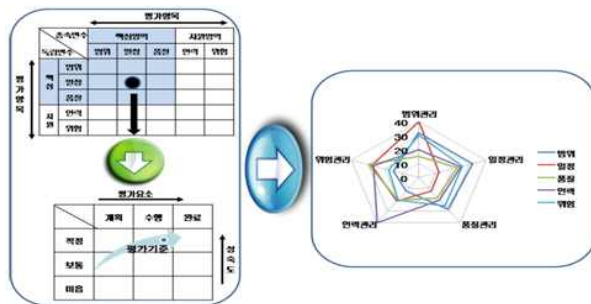 평가항목
종속변수
핵심영역
지원영역
독립변수
범위
일정
품질
인력
위험
평가항목
핵심
범위
일정
품질
지원
인력
위험
평가요소
계획
수행
완료
적정
보통
미흡
평가기준
성숙도
범위관리
40
30
20
10
0
위험관리
일정관리
인력관리
품질관리
범위
일정
품질
인력
위험